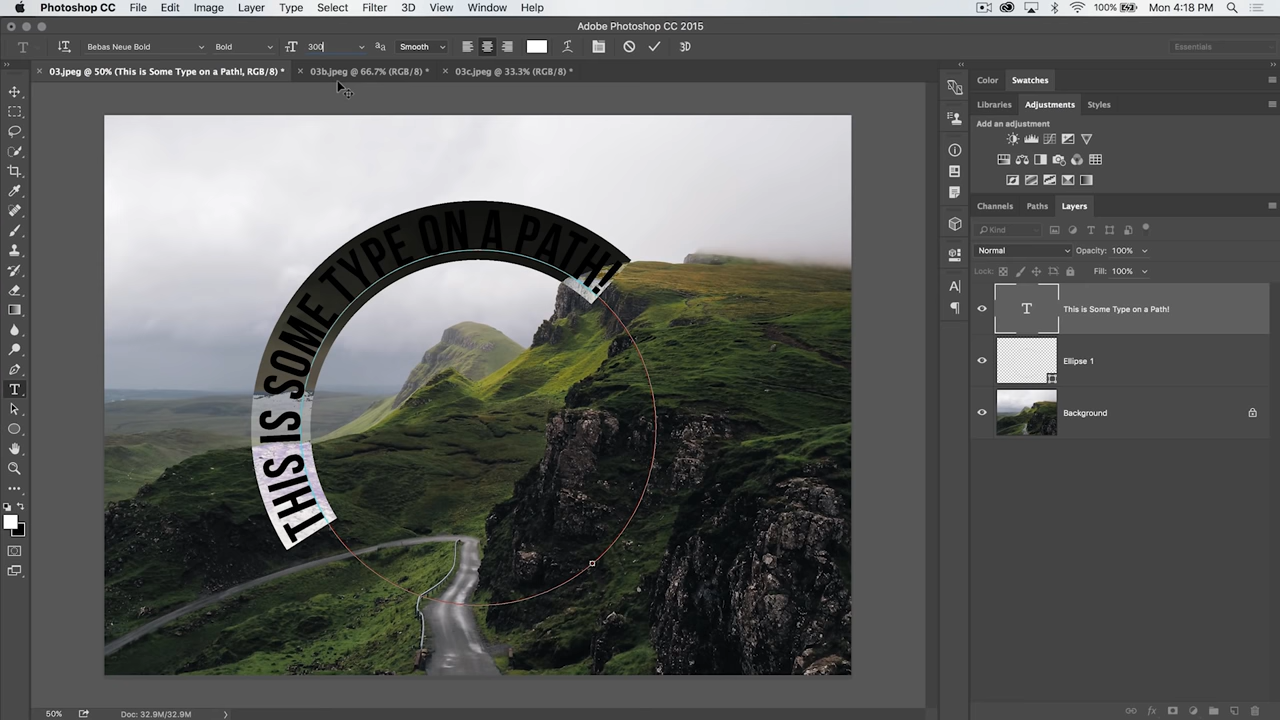 Photoshop CC File Edit Image Layer Type Select Filter 3D View Window Help 100% Mon 4:18 PM
Adobe Photoshop CC 2015
Bebas Neue Bold Bold 300 Smooth 3D Essentials
03.jpeg @ 50% (This is Some Type on a Path!, RGB/8) * 03b.jpeg @ 66.7% (RGB/8) * 03c.jpeg @ 33.3% (RGB/8) *
Color Swatches
Libraries Adjustments Styles
Add an adjustment
Channels Paths Layers
Kind
Normal Opacity: 100%
Lock: Fill: 100%
This is Some Type on a Path!
Ellipse 1
Background
THIS IS SOME TYPE ON A PATH!
50% Doc: 32.9M/32.9M